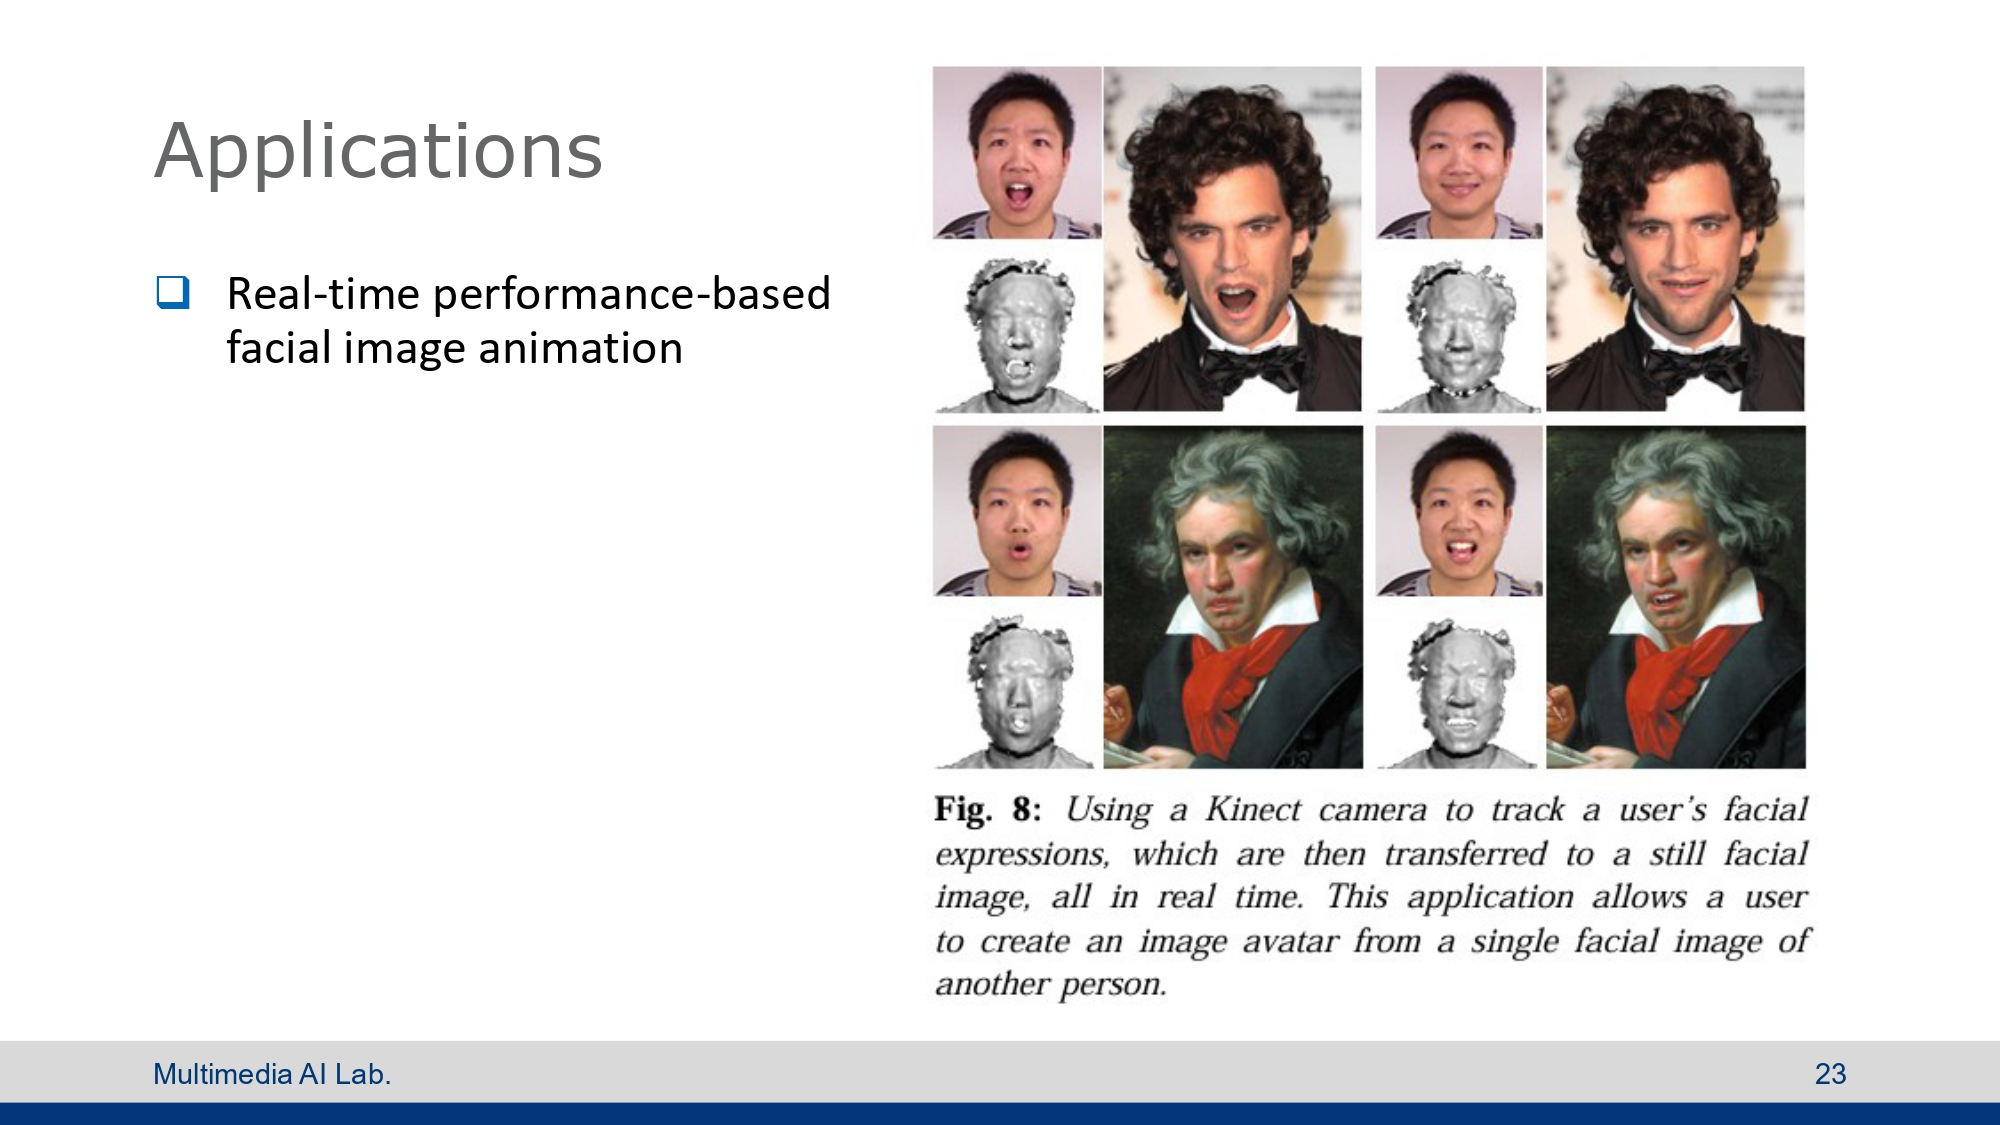 Applications
❑ Real-time performance-based
facial image animation
Fig. 8: Using a Kinect camera to track a user's facial
expressions, which are then transferred to a still facial
image, all in real time. This application allows a user
to create an image avatar from a single facial image of
another person.
Multimedia AI Lab.
23